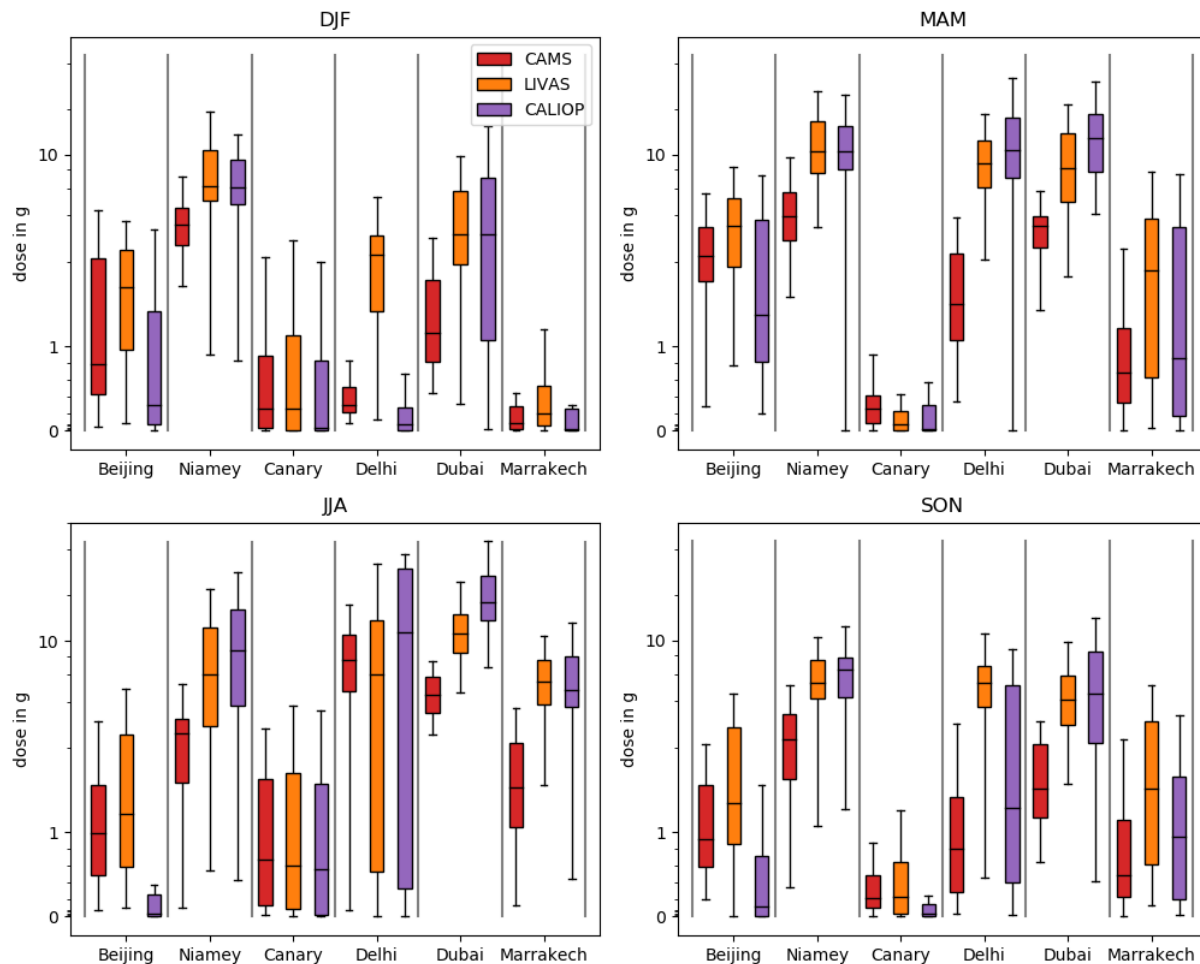 DJF
CAMS
LIVAS
CALIOP
dose in g
10
1
0
Beijing Niamey Canary Delhi Dubai Marrakech
MAM
dose in g
10
1
0
Beijing Niamey Canary Delhi Dubai Marrakech
JJA
dose in g
10
1
0
Beijing Niamey Canary Delhi Dubai Marrakech
SON
dose in g
10
1
0
Beijing Niamey Canary Delhi Dubai Marrakech